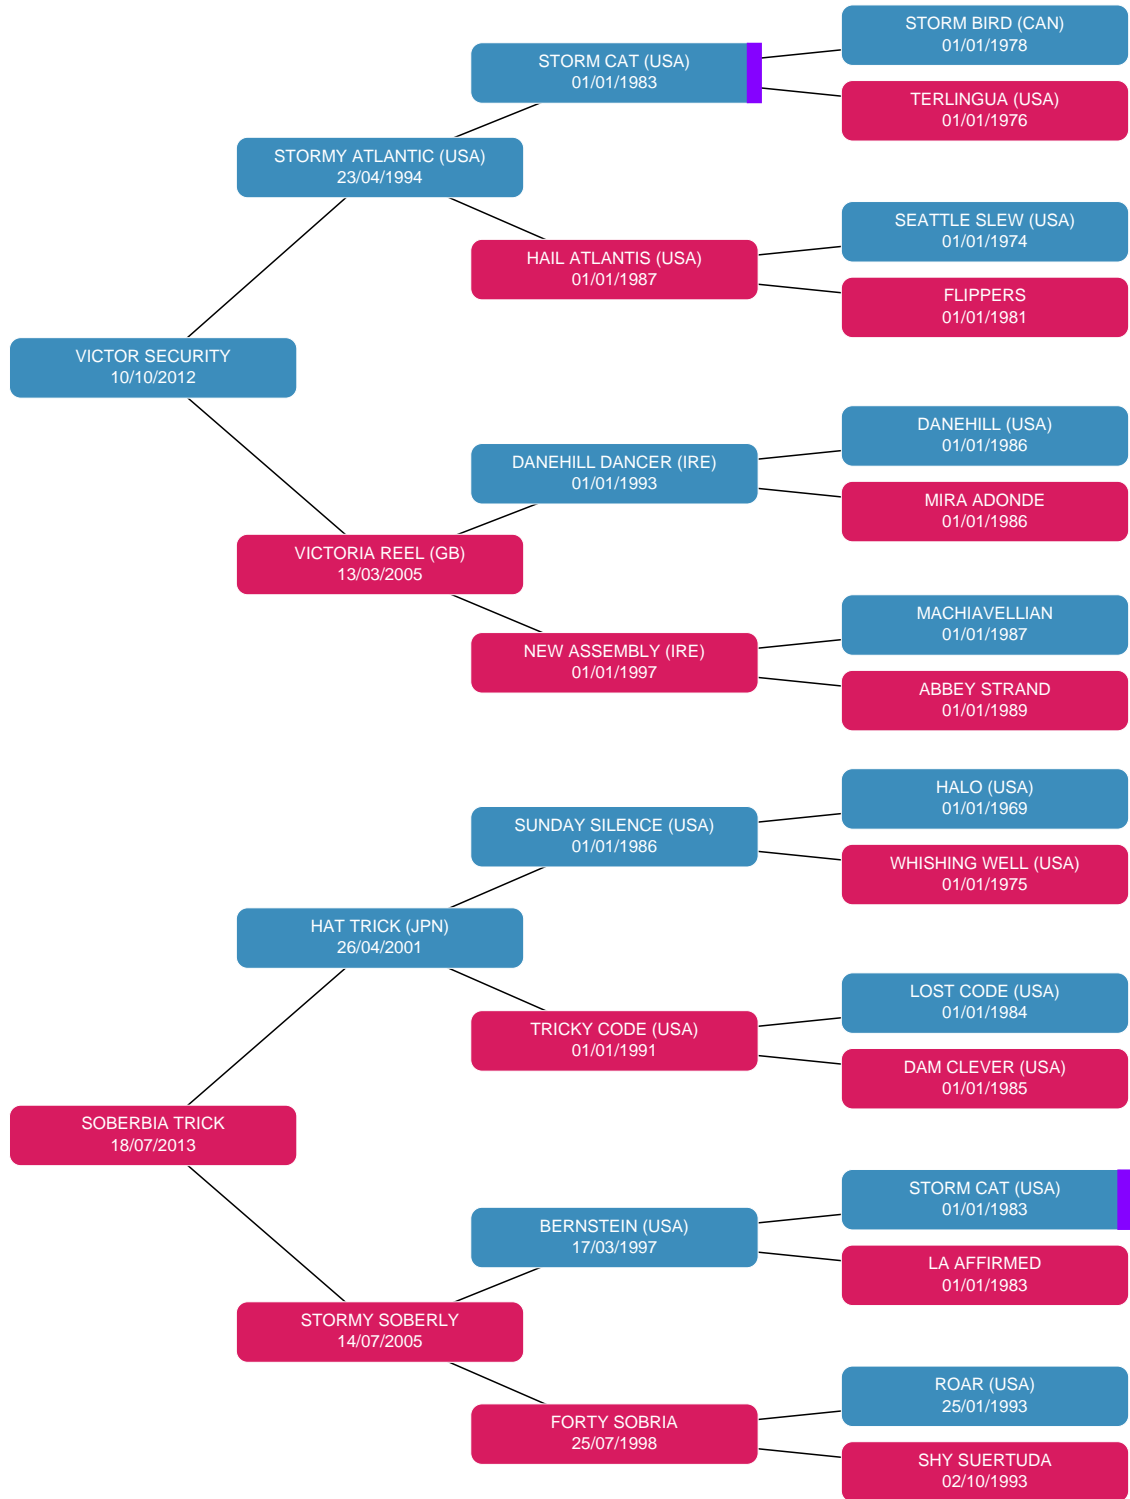 STORM BIRD (CAN)
01/01/1978
STORM CAT (USA)
01/01/1983
TERLINGUA (USA)
01/01/1976
STORMY ATLANTIC (USA)
23/04/1994
SEATTLE SLEW (USA)
01/01/1974
HAIL ATLANTIS (USA)
01/01/1987
FLIPPERS
01/01/1981
VICTOR SECURITY
10/10/2012
DANEHILL (USA)
01/01/1986
DANEHILL DANCER (IRE)
01/01/1993
MIRA ADONDE
01/01/1986
VICTORIA REEL (GB)
13/03/2005
MACHIAVELLIAN
01/01/1987
NEW ASSEMBLY (IRE)
01/01/1997
ABBEY STRAND
01/01/1989
HALO (USA)
01/01/1969
SUNDAY SILENCE (USA)
01/01/1986
WHISHING WELL (USA)
01/01/1975
HAT TRICK (JPN)
26/04/2001
LOST CODE (USA)
01/01/1984
TRICKY CODE (USA)
01/01/1991
DAM CLEVER (USA)
01/01/1985
SOBERBIA TRICK
18/07/2013
STORM CAT (USA)
01/01/1983
BERNSTEIN (USA)
17/03/1997
LA AFFIRMED
01/01/1983
STORMY SOBERLY
14/07/2005
ROAR (USA)
25/01/1993
FORTY SOBRIA
25/07/1998
SHY SUERTUDA
02/10/1993